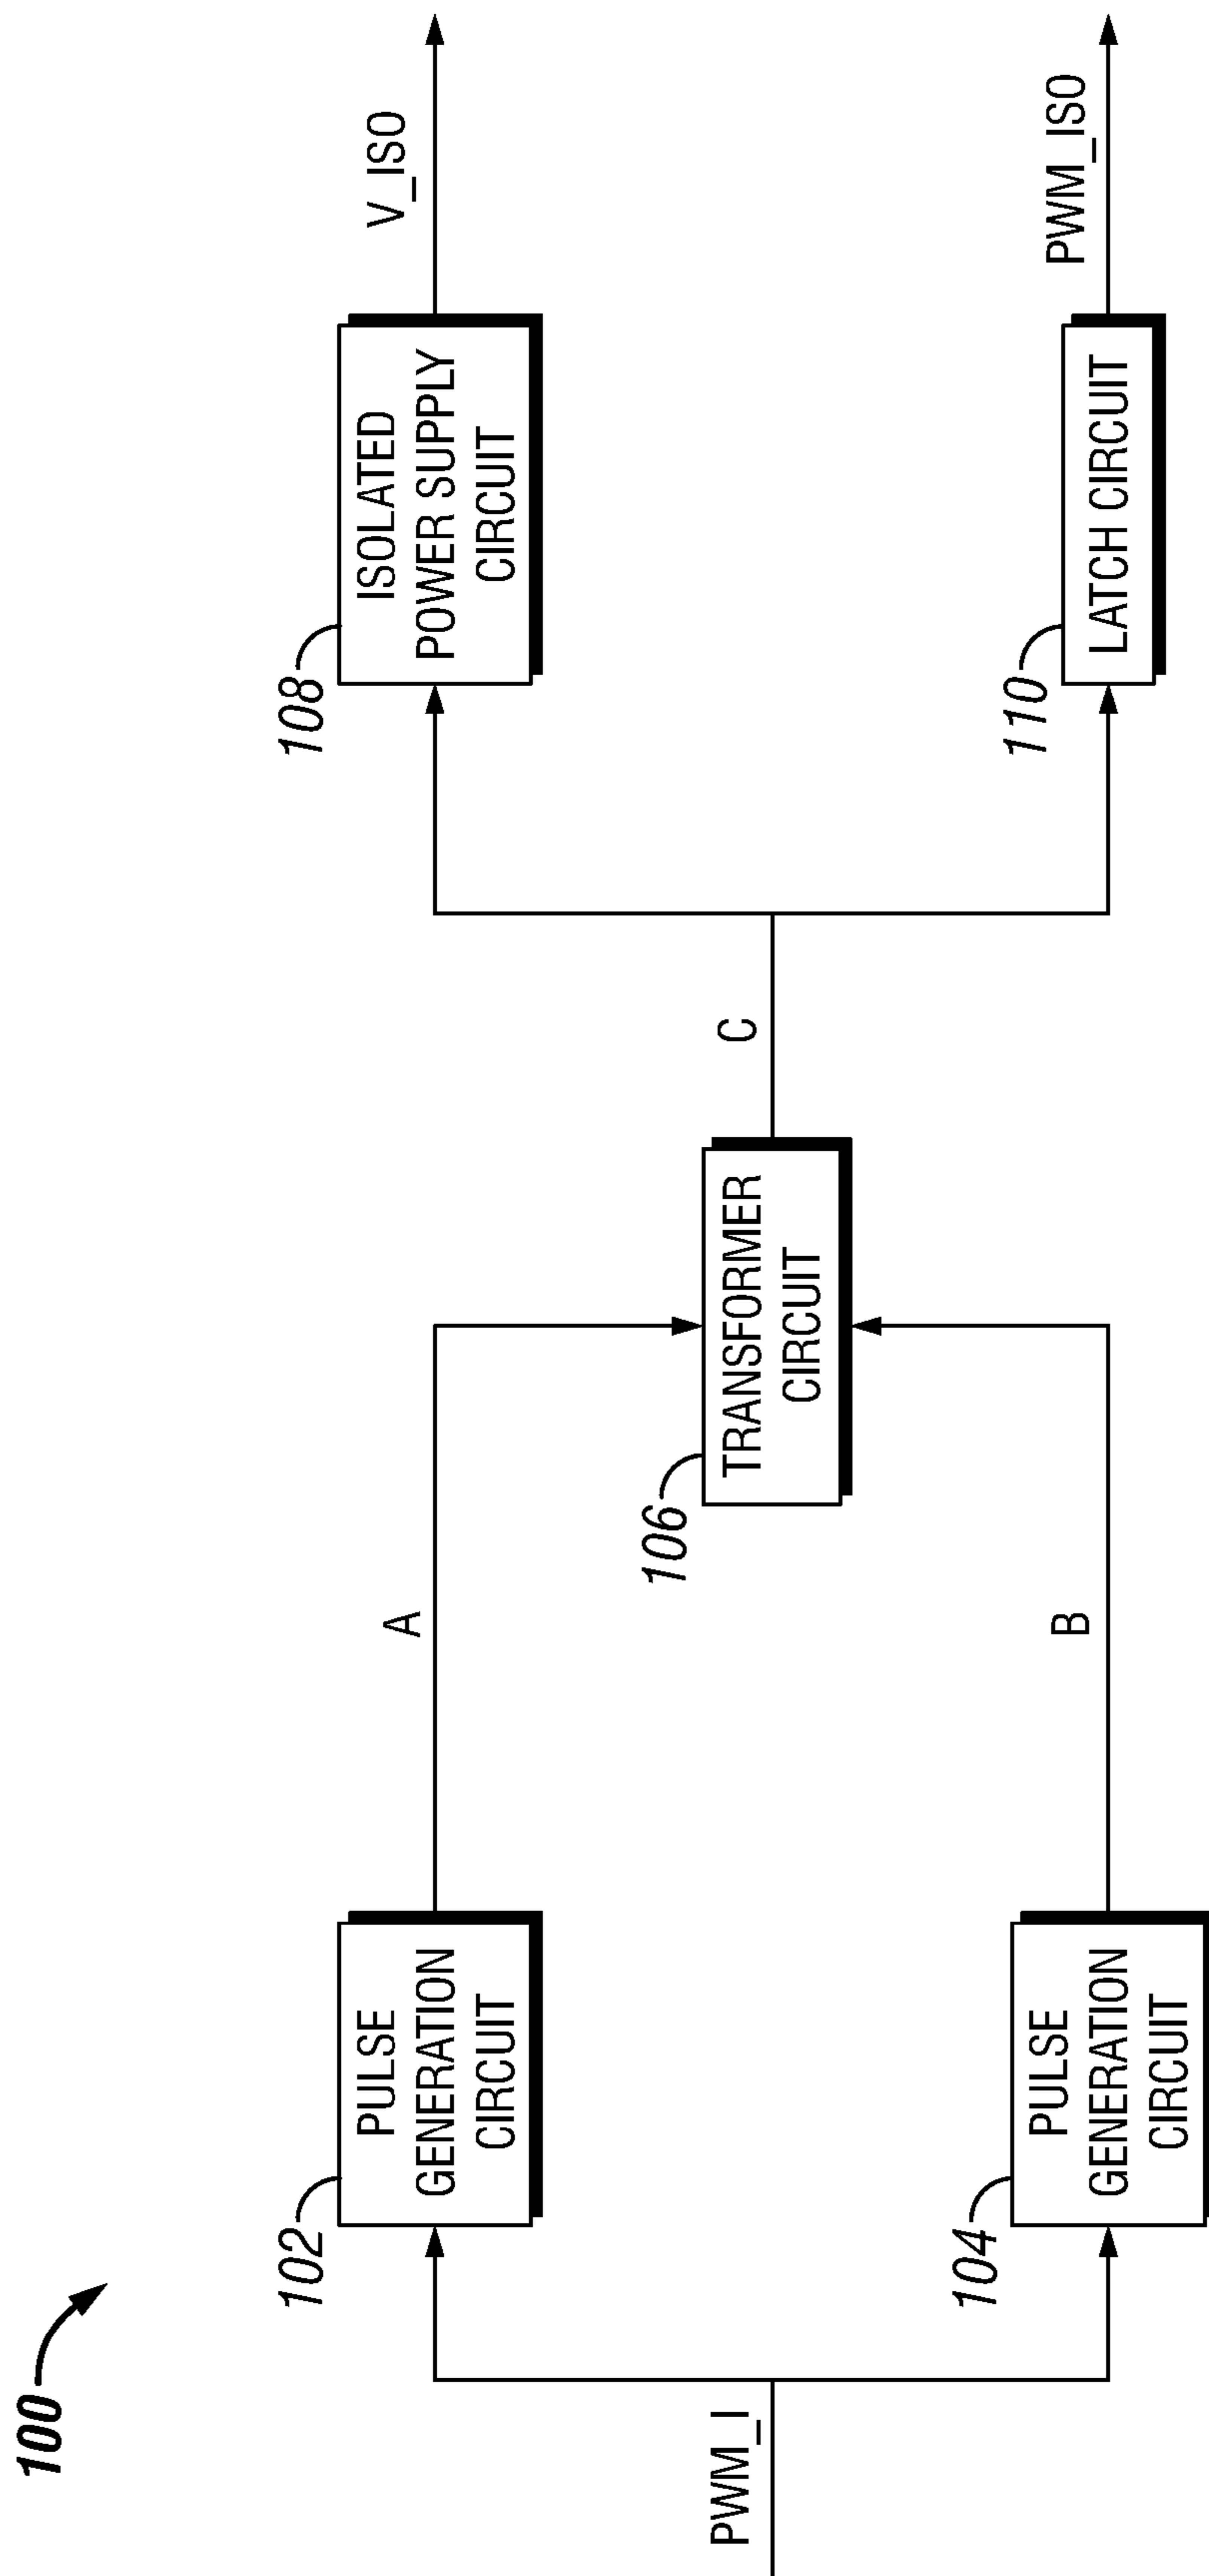 100
PWM_I
102
PULSE
GENERATION
CIRCUIT
104
PULSE
GENERATION
CIRCUIT
A
B
106
TRANSFORMER
CIRCUIT
C
108
ISOLATED
POWER SUPPLY
CIRCUIT
V_ISO
110
LATCH CIRCUIT
PWM_ISO